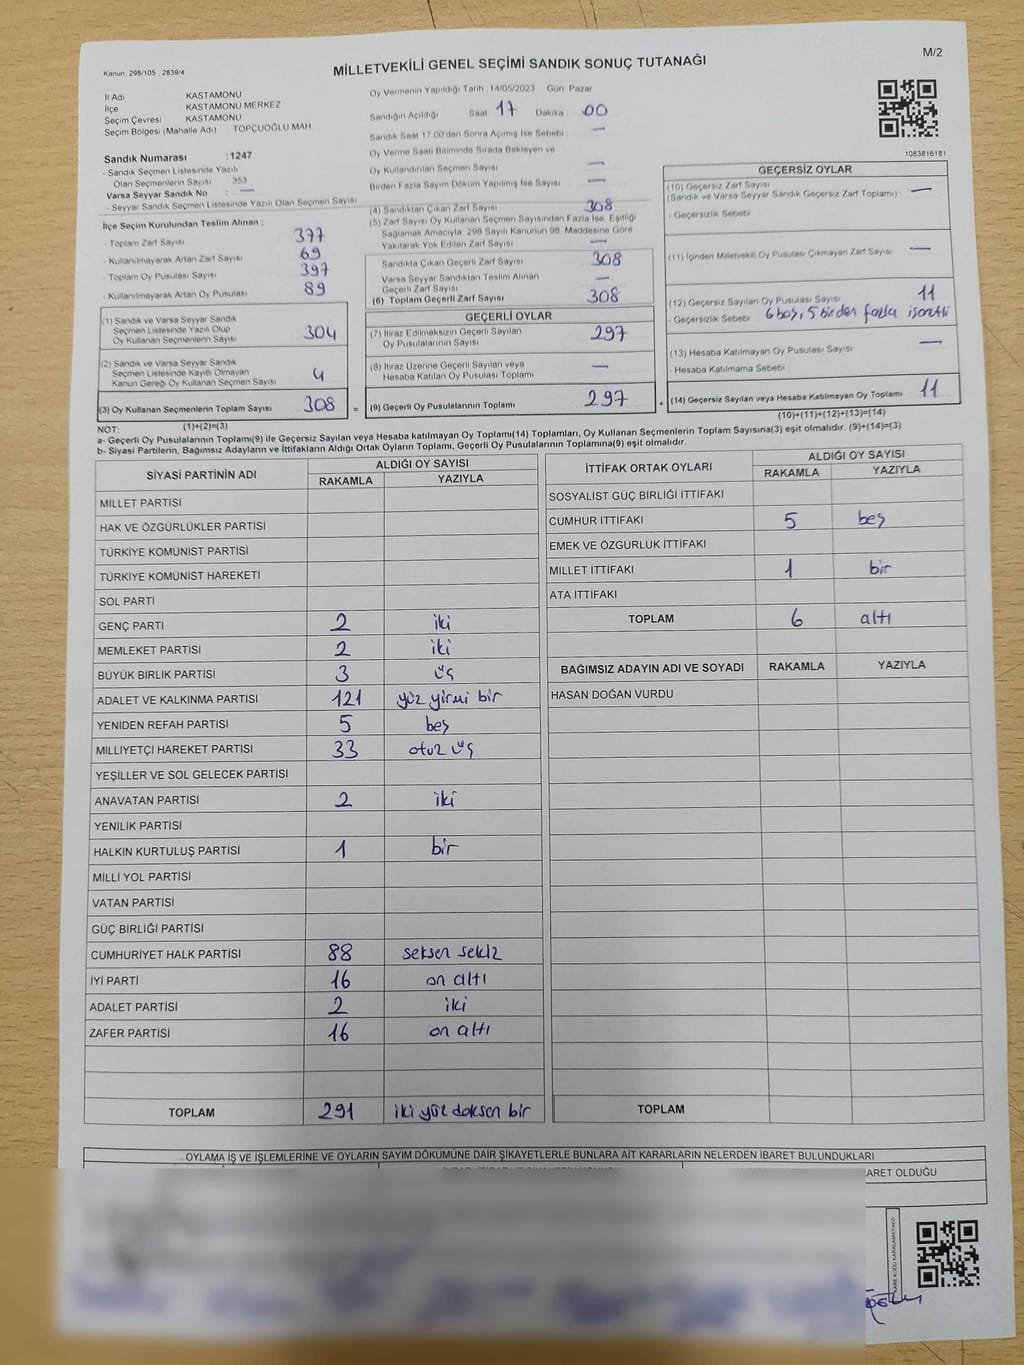 Kanun: 298/105 , 2839/4
MİLLETVEKİLİ GENEL SEÇİMİ SANDIK SONUÇ TUTANAĞI
M/2
İl Adı KASTAMONU
İlçe KASTAMONU MERKEZ
Seçim Çevresi KASTAMONU
Seçim Bölgesi (Mahalle Adı) TOPÇUOĞLU MAH
Sandık Numarası :1247
- Sandık Seçmen Listesinde Yazılı
Olan Seçmenlerin Sayısı 353
Varsa Seyyar Sandık No : —
- Seyyar Sandık Seçmen Listesinde Yazılı Olan Seçmen Sayısı
İlçe Seçim Kurulundan Teslim Alınan :
- Toplam Zarf Sayısı 377
- Kullanılmayarak Artan Zarf Sayısı 69
- Toplam Oy Pusulası Sayısı 397
- Kullanılmayarak Artan Oy Pusulası 89
(1) Sandık ve Varsa Seyyar Sandık
Seçmen Listesinde Yazılı Olup
Oy Kullanan Seçmenlerin Sayısı 304
(2) Sandık ve Varsa Seyyar Sandık
Seçmen Listesinde Kayıtlı Olmayan
Kanun Gereği Oy Kullanan Seçmen Sayısı 4
(3) Oy Kullanan Seçmenlerin Toplam Sayısı 308 =
Oy Vermenin Yapıldığı Tarih :14/05/2023 Gün: Pazar
Sandığın Açıldığı Saat 17 Dakika 00
Sandık Saat 17:00'den Sonra Açılmış İse Sebebi —
Oy Verme Saati Bitiminde Sırada Bekleyen ve
Oy Kullandırılan Seçmen Sayısı —
Birden Fazla Sayım Döküm Yapılmış İse Sayısı —
(4) Sandıktan Çıkan Zarf Sayısı 308
(5) Zarf Sayısı Oy Kullanan Seçmen Sayısından Fazla İse, Eşitliği
Sağlamak Amacıyla, 298 Sayılı Kanunun 98. Maddesine Göre
Yakılarak Yok Edilen Zarf Sayısı —
Sandıkta Çıkan Geçerli Zarf Sayısı 308
Varsa Seyyar Sandıktan Teslim Alınan
Geçerli Zarf Sayısı —
(6) Toplam Geçerli Zarf Sayısı 308
GEÇERLİ OYLAR
(7) İtiraz Edilmeksizin Geçerli Sayılan
Oy Pusulalarının Sayısı 297
(8) İtiraz Üzerine Geçerli Sayılan veya
Hesaba Katılan Oy Pusulası Toplamı —
(9) Geçerli Oy Pusulalarının Toplamı 297 +
1083816181
GEÇERSİZ OYLAR
(10) Geçersiz Zarf Sayısı
(Sandık ve Varsa Seyyar Sandık Geçersiz Zarf Toplamı) —
- Geçersizlik Sebebi
(11) İçinden Milletvekili Oy Pusulası Çıkmayan Zarf Sayısı —
(12) Geçersiz Sayılan Oy Pusulası Sayısı 11
- Geçersizlik Sebebi 6 boş, 5 birden fazla işaretli
(13) Hesaba Katılmayan Oy Pusulası Sayısı —
- Hesaba Katılmama Sebebi
(14) Geçersiz Sayılan veya Hesaba Katılmayan Oy Toplamı 11
NOT: (1)+(2)=(3) (10)+(11)+(12)+(13)=(14)
a- Geçerli Oy Pusulalarının Toplamı(9) ile Geçersiz Sayılan veya Hesaba katılmayan Oy Toplamı(14) Toplamları, Oy Kullanan Seçmenlerin Toplam Sayısına(3) eşit olmalıdır. (9)+(14)=(3)
b- Siyasi Partilerin, Bağımsız Adayların ve İttifakların Aldığı Ortak Oyların Toplamı, Geçerli Oy Pusulalarının Toplamına(9) eşit olmalıdır.
SİYASİ PARTİNİN ADI ALDIĞI OY SAYISI
RAKAMLA YAZIYLA
MİLLET PARTİSİ
HAK VE ÖZGÜRLÜKLER PARTİSİ
TÜRKİYE KOMÜNİST PARTİSİ
TÜRKİYE KOMÜNİST HAREKETİ
SOL PARTİ
GENÇ PARTİ 2 iki
MEMLEKET PARTİSİ 2 iki
BÜYÜK BİRLİK PARTİSİ 3 üç
ADALET VE KALKINMA PARTİSİ 121 yüz yirmi bir
YENİDEN REFAH PARTİSİ 5 beş
MİLLİYETÇİ HAREKET PARTİSİ 33 otuz üç
YEŞİLLER VE SOL GELECEK PARTİSİ
ANAVATAN PARTİSİ 2 iki
YENİLİK PARTİSİ
HALKIN KURTULUŞ PARTİSİ 1 bir
MİLLİ YOL PARTİSİ
VATAN PARTİSİ
GÜÇ BİRLİĞİ PARTİSİ
CUMHURİYET HALK PARTİSİ 88 seksen sekiz
İYİ PARTİ 16 on altı
ADALET PARTİSİ 2 iki
ZAFER PARTİSİ 16 on altı
TOPLAM 291 iki yüz doksan bir
İTTİFAK ORTAK OYLARI ALDIĞI OY SAYISI
RAKAMLA YAZIYLA
SOSYALİST GÜÇ BİRLİĞİ İTTİFAKI
CUMHUR İTTİFAKI 5 beş
EMEK VE ÖZGÜRLÜK İTTİFAKI
MİLLET İTTİFAKI 1 bir
ATA İTTİFAKI
TOPLAM 6 altı
BAĞIMSIZ ADAYIN ADI VE SOYADI RAKAMLA YAZIYLA
HASAN DOĞAN VURDU
TOPLAM
OYLAMA İŞ VE İŞLEMLERİNE VE OYLARIN SAYIM DÖKÜMÜNE DAİR ŞİKAYETLERLE BUNLARA AİT KARARLARIN NELERDEN İBARET BULUNDUKLARI
ARET OLDUĞU